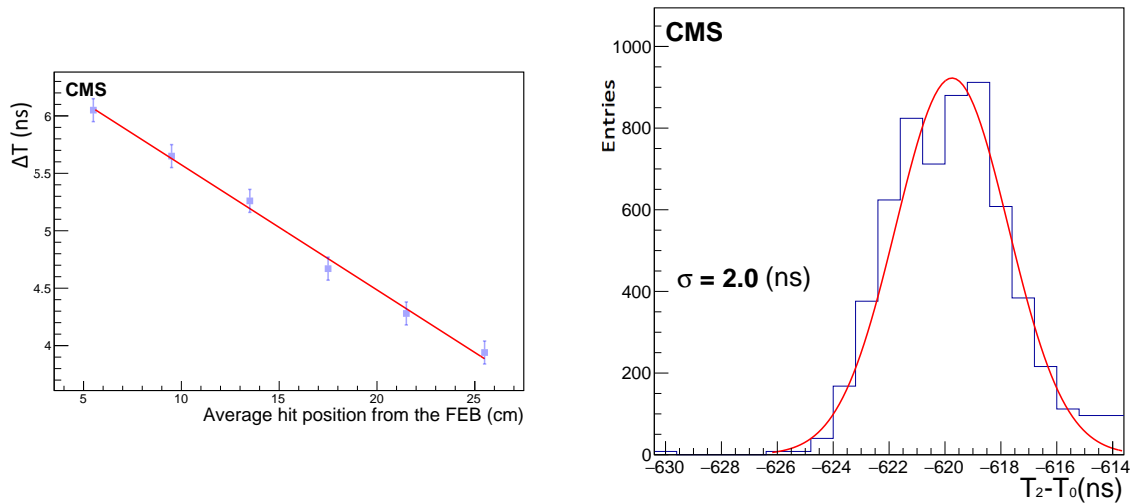 CMS
ΔT (ns)
6
5.5
5
4.5
4
5 10 15 20 25
Average hit position from the FEB (cm)
CMS
Entries
1000
800
600
400
200
0
σ = 2.0 (ns)
−630 −628 −626 −624 −622 −620 −618 −616 −614
T₂-T₀(ns)